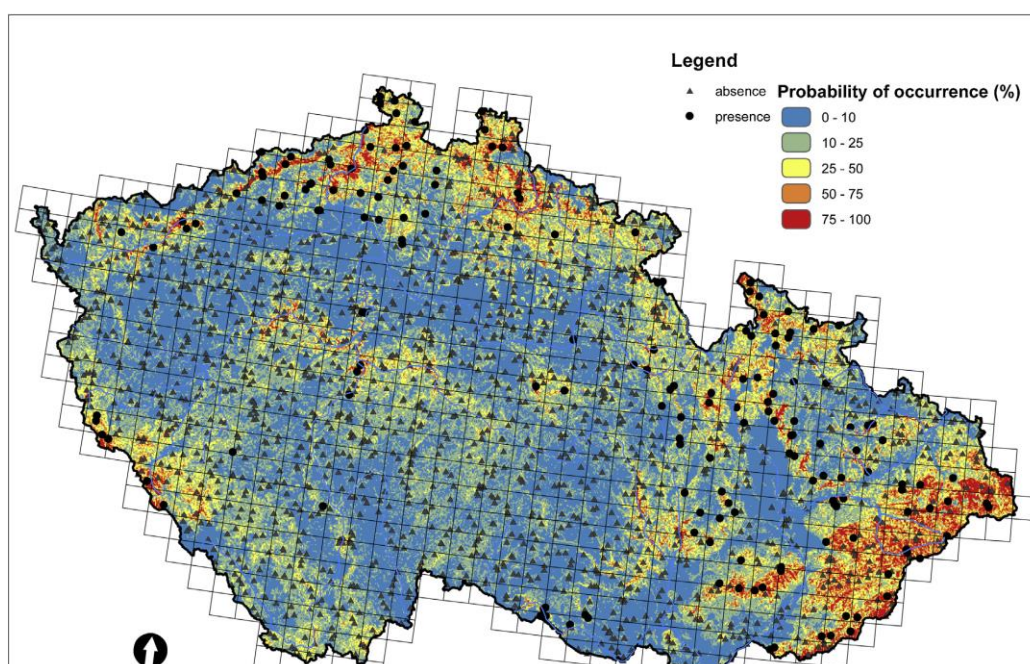 Legend
absence
presence
Probability of occurrence (%)
0 - 10
10 - 25
25 - 50
50 - 75
75 - 100